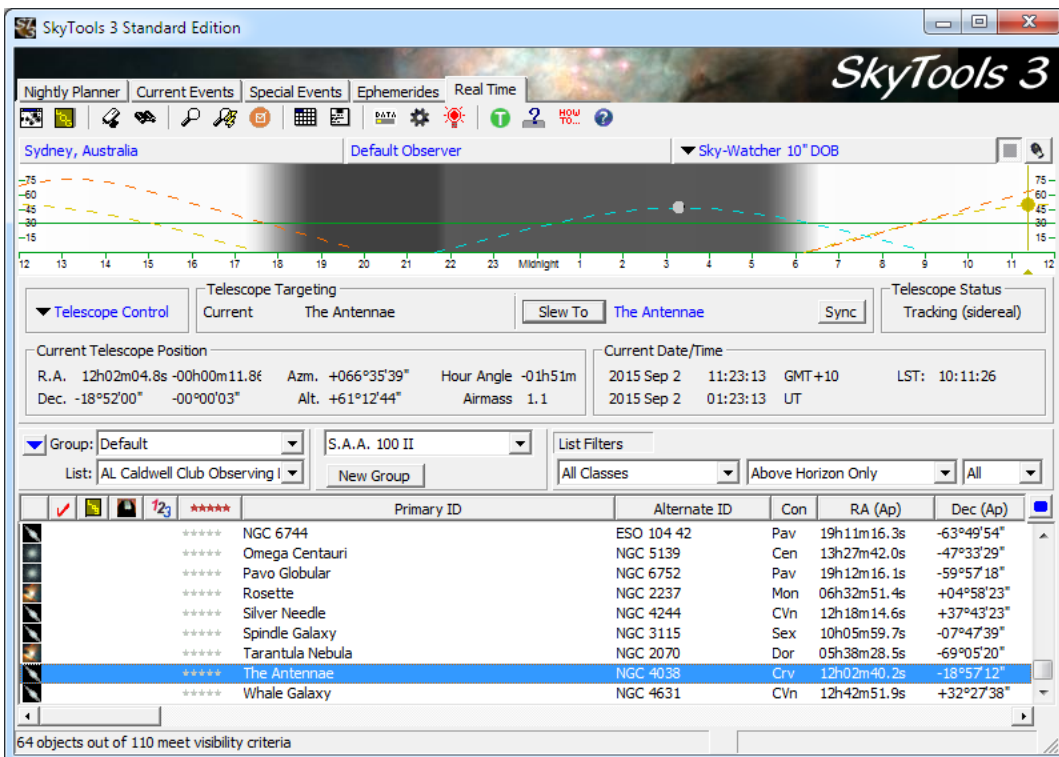 SkyTools 3 Standard Edition
SkyTools 3
Nightly Planner Current Events Special Events Ephemerides Real Time
DATA HOW TO...
Sydney, Australia Default Observer Sky-Watcher 10" DOB
75 75
60 60
45 45
30 30
15 15
12 13 14 15 16 17 18 19 20 21 22 23 Midnight 1 2 3 4 5 6 7 8 9 10 11 12
Telescope Targeting Telescope Status
Telescope Control Current The Antennae Slew To The Antennae Sync Tracking (sidereal)
Current Telescope Position Current Date/Time
R.A. 12h02m04.8s -00h00m11.86 Azm. +066°35'39" Hour Angle -01h51m 2015 Sep 2 11:23:13 GMT+10 LST: 10:11:26
Dec. -18°52'00" -00°00'03" Alt. +61°12'44" Airmass 1.1 2015 Sep 2 01:23:13 UT
Group: Default S.A.A. 100 II List Filters
List: AL Caldwell Club Observing New Group All Classes Above Horizon Only All
123 ***** Primary ID Alternate ID Con RA (Ap) Dec (Ap)
***** NGC 6744 ESO 104 42 Pav 19h11m16.3s -63°49'54"
***** Omega Centauri NGC 5139 Cen 13h27m42.0s -47°33'29"
***** Pavo Globular NGC 6752 Pav 19h12m16.1s -59°57'18"
***** Rosette NGC 2237 Mon 06h32m51.4s +04°58'23"
***** Silver Needle NGC 4244 CVn 12h18m14.6s +37°43'23"
***** Spindle Galaxy NGC 3115 Sex 10h05m59.7s -07°47'39"
***** Tarantula Nebula NGC 2070 Dor 05h38m28.5s -69°05'20"
***** The Antennae NGC 4038 Crv 12h02m40.2s -18°57'12"
***** Whale Galaxy NGC 4631 CVn 12h42m51.9s +32°27'38"
64 objects out of 110 meet visibility criteria